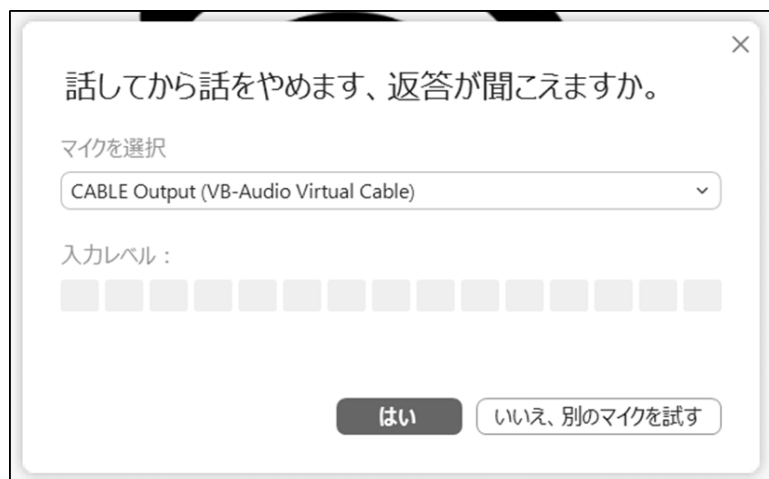 話してから話をやめます、返答が聞こえますか。
マイクを選択
CABLE Output (VB-Audio Virtual Cable)
入力レベル：
はい
いいえ、別のマイクを試す